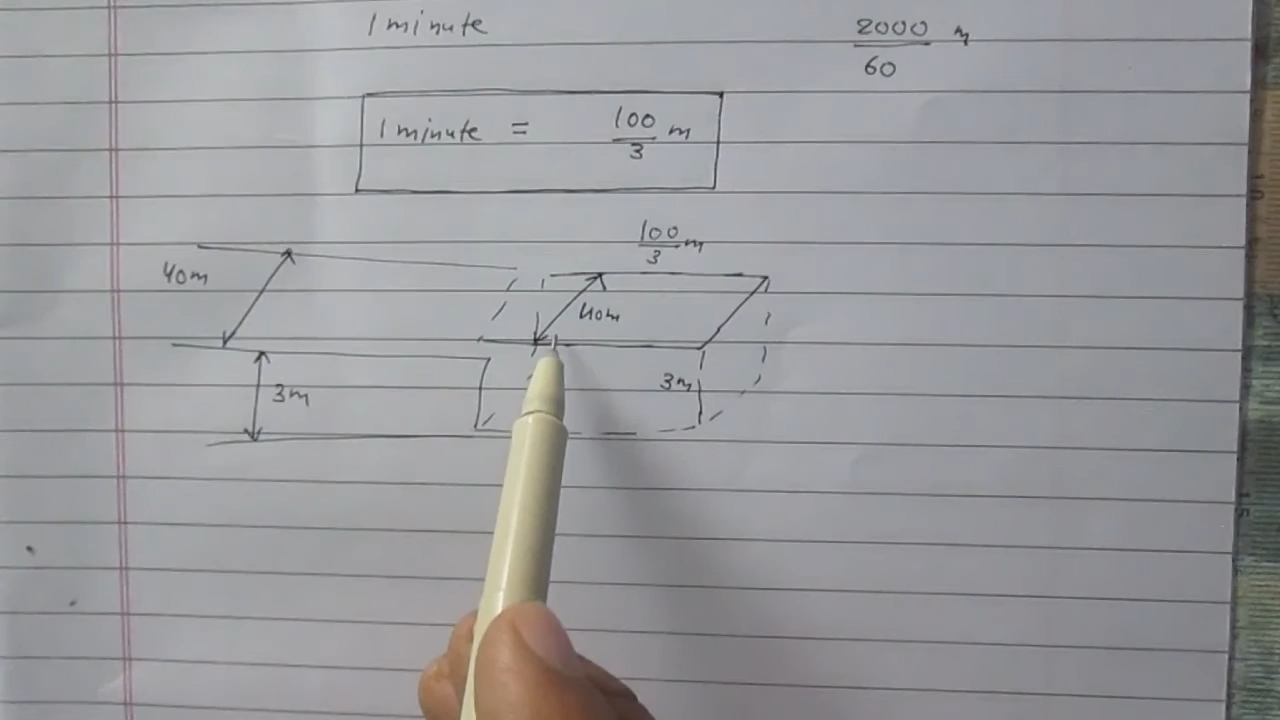 1 minute 2000/60 m
1 minute = 100/3 m
100/3 m
40m
40m
3m
3m